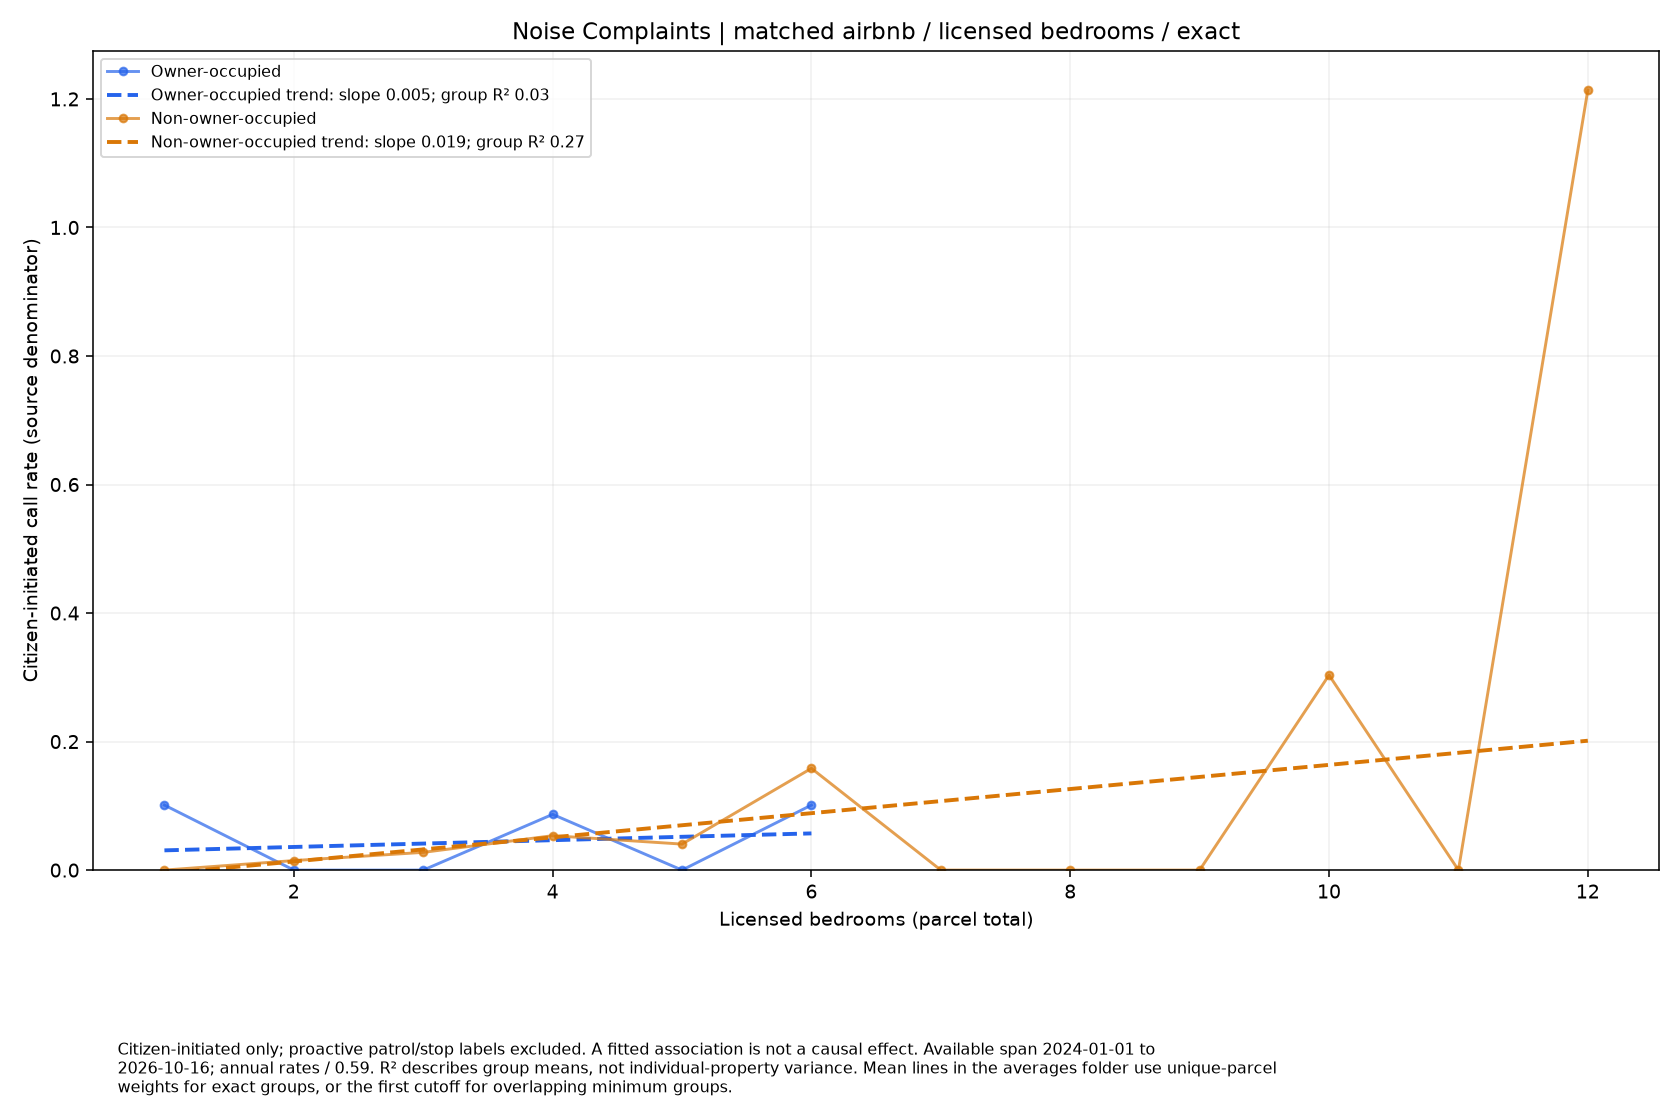 Noise Complaints | matched airbnb / licensed bedrooms / exact
Owner-occupied
Owner-occupied trend: slope 0.005; group R² 0.03
Non-owner-occupied
Non-owner-occupied trend: slope 0.019; group R² 0.27
Citizen-initiated call rate (source denominator)
1.2
1.0
0.8
0.6
0.4
0.2
0.0
2 4 6 8 10 12
Licensed bedrooms (parcel total)
Citizen-initiated only; proactive patrol/stop labels excluded. A fitted association is not a causal effect. Available span 2024-01-01 to
2026-10-16; annual rates / 0.59. R² describes group means, not individual-property variance. Mean lines in the averages folder use unique-parcel
weights for exact groups, or the first cutoff for overlapping minimum groups.